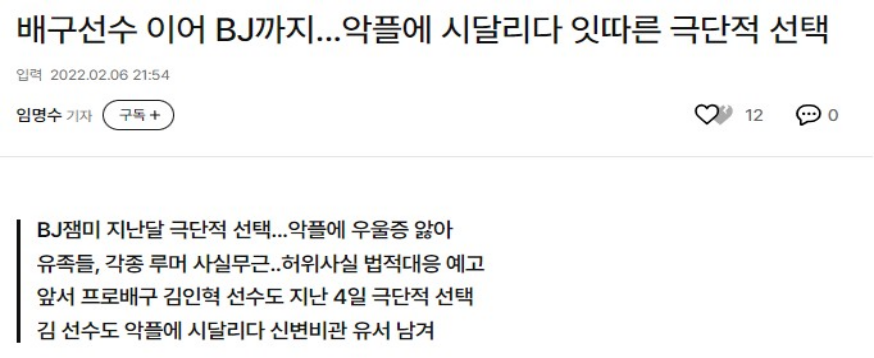 배구선수 이어 BJ까지...악플에 시달리다 잇따른 극단적 선택
입력 2022.02.06 21:54
임명수 기자 구독 + 12 0
BJ잼미 지난달 극단적 선택...악플에 우울증 앓아
유족들, 각종 루머 사실무근..허위사실 법적대응 예고
앞서 프로배구 김인혁 선수도 지난 4일 극단적 선택
김 선수도 악플에 시달리다 신변비관 유서 남겨